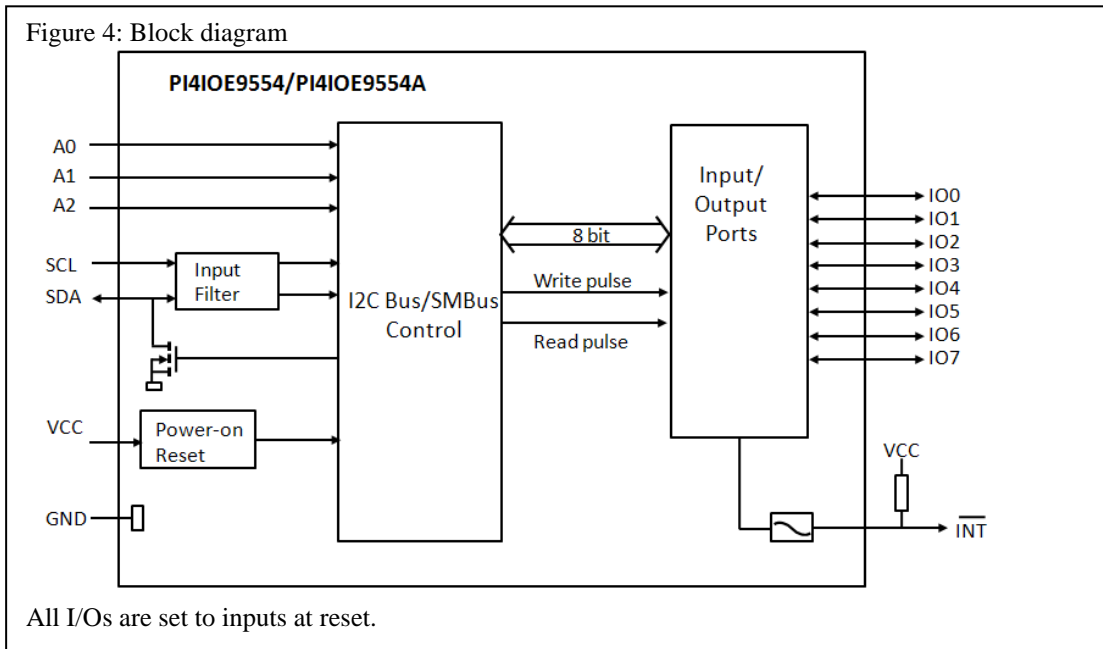 Figure 4: Block diagram
PI4IOE9554/PI4IOE9554A
A0
A1
A2
SCL
SDA
VCC
GND
Input
Filter
Power-on
Reset
I2C Bus/SMBus
Control
8 bit
Write pulse
Read pulse
Input/
Output
Ports
IO0
IO1
IO2
IO3
IO4
IO5
IO6
IO7
VCC
INT
All I/Os are set to inputs at reset.